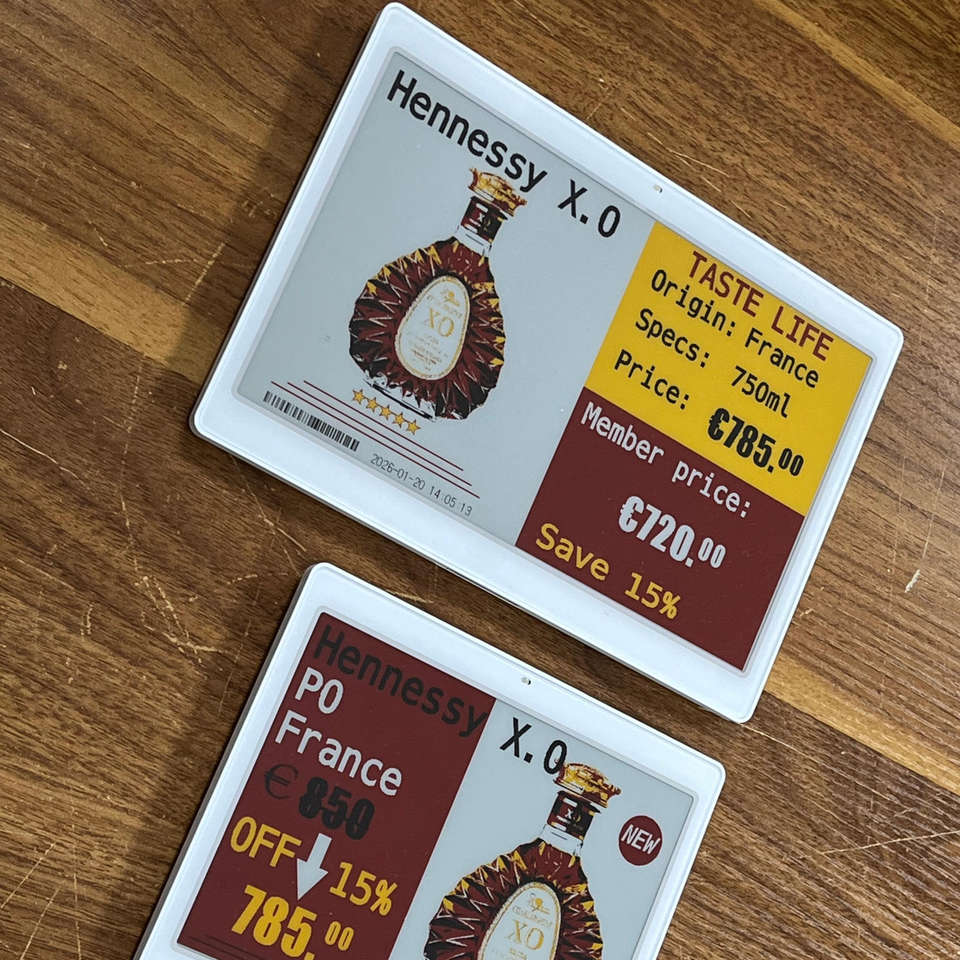 Hennessy X.O
XO
2026-01-20 14:05:13
TASTE LIFE
Origin: France
Specs: 750ml
Price: €785.00
Member price:
€720.00
Save 15%
Hennessy X.O
PO
France
€ 850
OFF 15%
785.00
NEW
XO